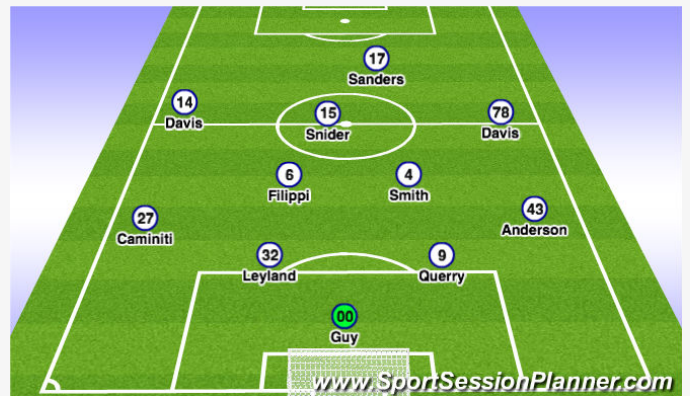 17
Sanders
14
Davis
15
Snider
78
Davis
6
Filippi
4
Smith
27
Caminiti
43
Anderson
32
Leyland
9
Querry
00
Guy
www.SportSessionPlanner.com